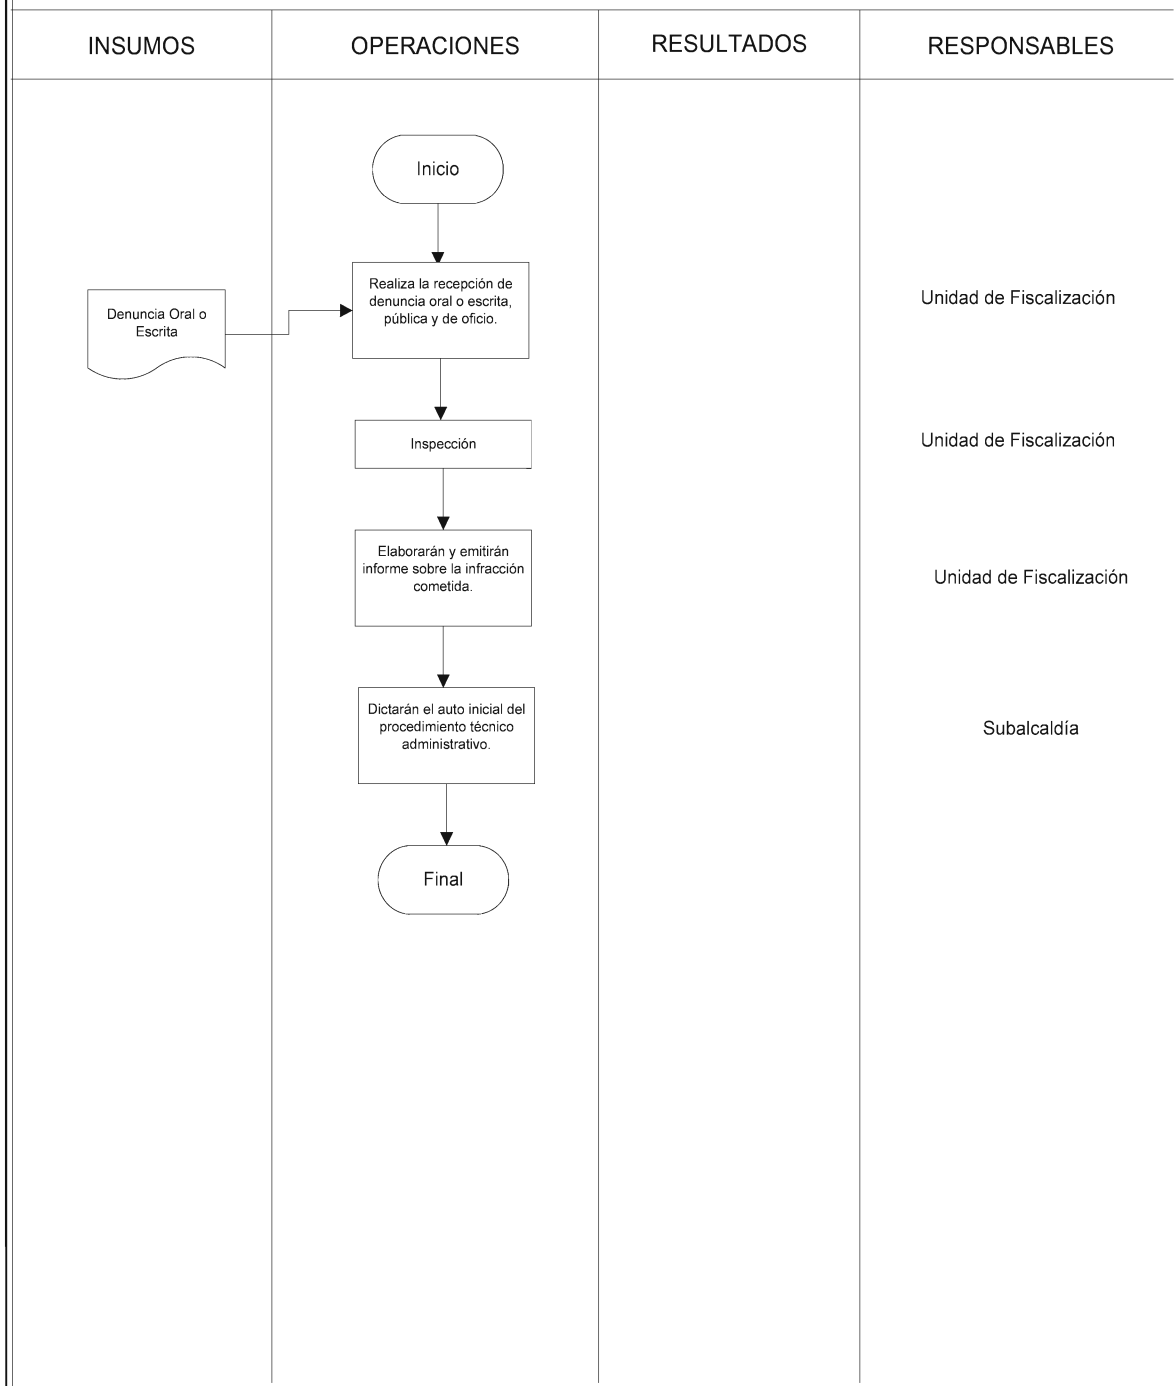 INSUMOS
OPERACIONES
RESULTADOS
RESPONSABLES
Inicio
Denuncia Oral o
Escrita
Realiza la recepción de
denuncia oral o escrita,
pública y de oficio.
Unidad de Fiscalización
Inspección
Unidad de Fiscalización
Elaborarán y emitirán
informe sobre la infracción
cometida.
Unidad de Fiscalización
Dictarán el auto inicial del
procedimiento técnico
administrativo.
Subalcaldía
Final